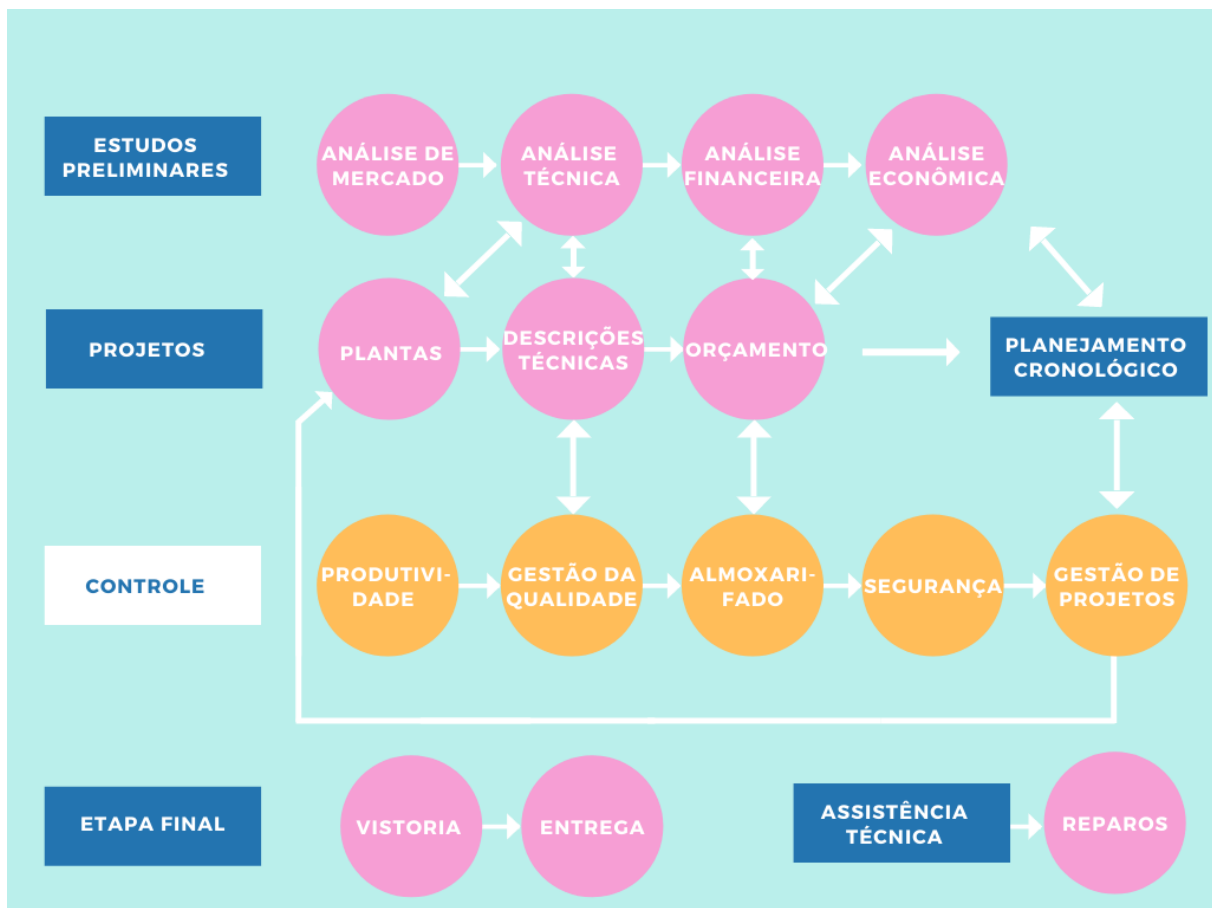 ESTUDOS
PRELIMINARES
ANÁLISE DE
MERCADO
ANÁLISE
TÉCNICA
ANÁLISE
FINANCEIRA
ANÁLISE
ECONÔMICA
PROJETOS
PLANTAS
DESCRIÇÕES
TÉCNICAS
ORÇAMENTO
PLANEJAMENTO
CRONOLÓGICO
CONTROLE
PRODUTIVI-
DADE
GESTÃO DA
QUALIDADE
ALMOXARI-
FADO
SEGURANÇA
GESTÃO DE
PROJETOS
ETAPA FINAL
VISTORIA
ENTREGA
ASSISTÊNCIA
TÉCNICA
REPAROS